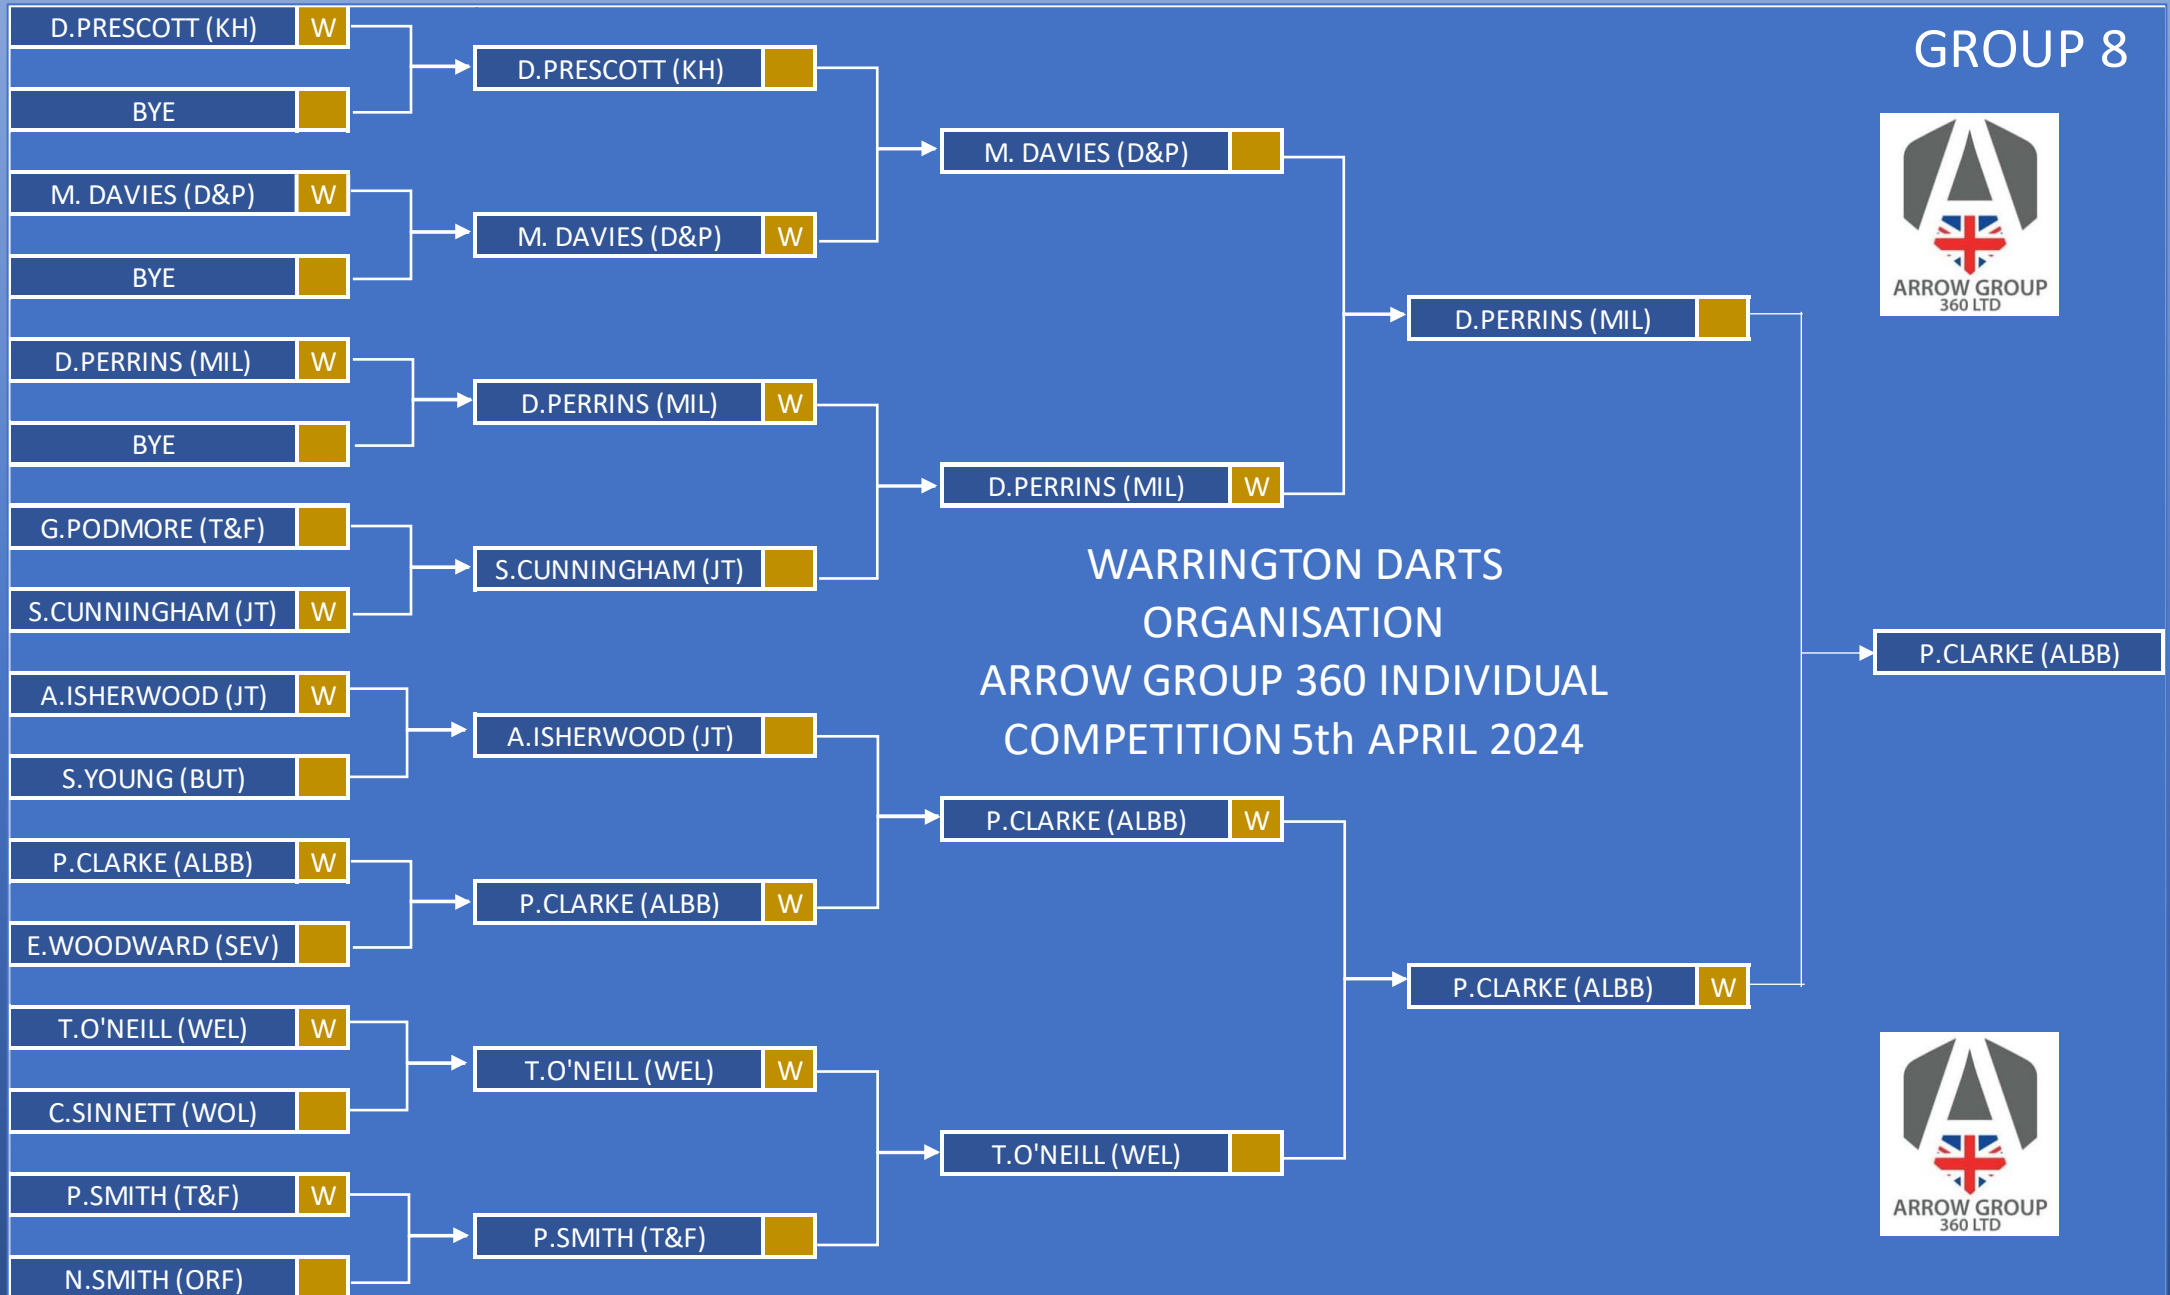 GROUP 8
D.PRESCOTT (KH) W
BYE
M. DAVIES (D&P) W
BYE
D.PERRINS (MIL) W
BYE
G.PODMORE (T&F)
S.CUNNINGHAM (JT) W
A.ISHERWOOD (JT) W
S.YOUNG (BUT)
P.CLARKE (ALBB) W
E.WOODWARD (SEV)
T.O'NEILL (WEL) W
C.SINNETT (WOL)
P.SMITH (T&F) W
N.SMITH (ORF)
D.PRESCOTT (KH)
M. DAVIES (D&P) W
D.PERRINS (MIL) W
S.CUNNINGHAM (JT)
A.ISHERWOOD (JT)
P.CLARKE (ALBB) W
T.O'NEILL (WEL) W
P.SMITH (T&F)
M. DAVIES (D&P)
D.PERRINS (MIL) W
WARRINGTON DARTS
ORGANISATION
ARROW GROUP 360 INDIVIDUAL
COMPETITION 5th APRIL 2024
P.CLARKE (ALBB) W
T.O'NEILL (WEL)
D.PERRINS (MIL)
P.CLARKE (ALBB) W
P.CLARKE (ALBB)
ARROW GROUP
360 LTD
ARROW GROUP
360 LTD